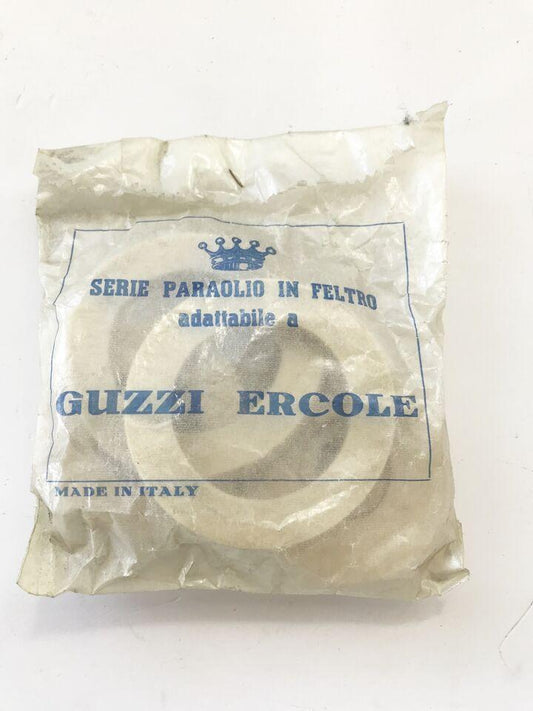 SERIE PARAOLIO IN FELTRO
adattabile a
GUZZI ERCOLE
MADE IN ITALY